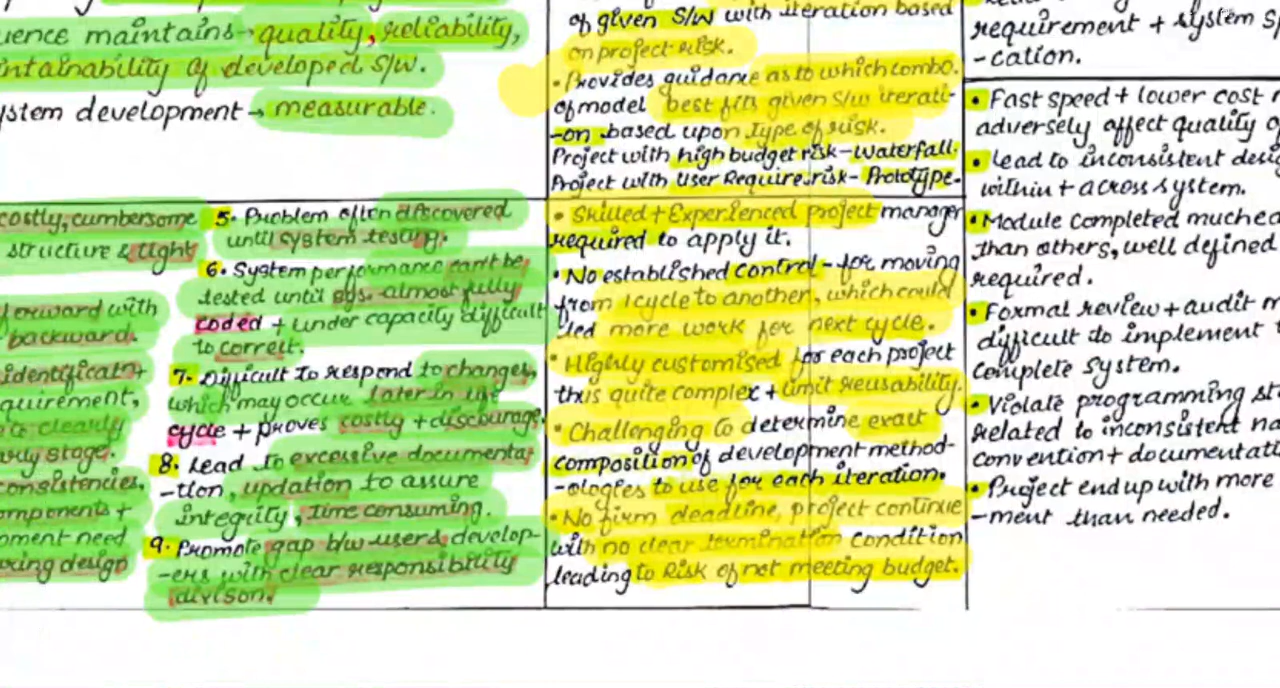 uence maintains→ quality, reliability,
ntainability of developed S/W.
ystem development→ measurable.
of given S/W with iteration based
on project risk.
• Provides guidance as to which combo.
of model best fits given S/W iterati-
-on based upon Type of risk.
Project with high budget risk-Waterfall.
Project with User Require.risk- Prototype.
requirement + system sp
-cation.
• Fast speed + lower cost
adversely affect quality of
• lead to inconsistent desig
within + across system.
• Module completed much
than others, well defined
required.
• Formal review + audit m
difficult to implement
complete system.
• Violate programming st
related to inconsistent na
convention + documentati
• Project end up with more
-ment than needed.
costly, cumbersome
structure & tight
forward with
backward.
identificatn
quirement,
clearly
stage.
consistencies,
mponents +
pment need
ring design
5. Problem often discovered
until system testing.
6. System performance can't be
tested until sys. almost fully
coded + under capacity difficult
to correct.
7. Difficult to respond to changes,
which may occur later in the
cycle + proves costly + discourage.
8. Lead to excessive documenta
-tion, updation to assure
integrity, time consuming.
9. Promote gap b/w users develop-
-ers with clear responsibility
divison.
• Skilled + Experienced project manager
required to apply it.
• No established control - for moving
from 1 cycle to another, which could
led more work for next cycle.
• Highly customised for each project
this quite complex + limit reusability.
• Challenging to determine exact
composition of development method-
-ologies to use for each iteration.
• No firm deadline, project continue
with no clear termination condition
leading to Risk of not meeting budget.